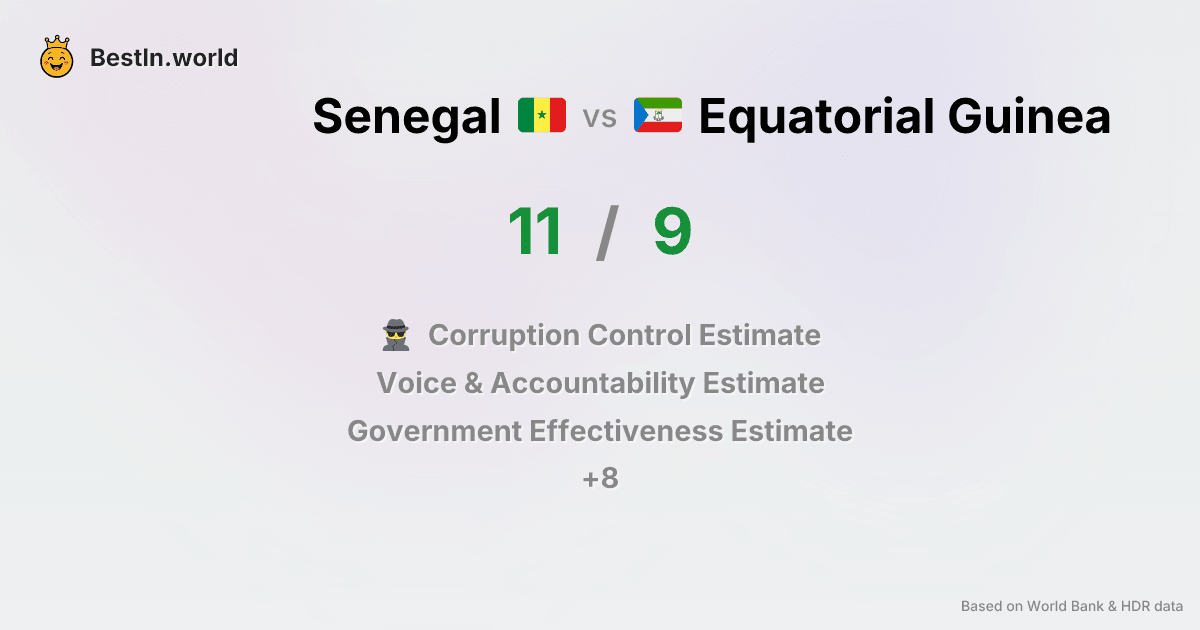 BestIn.world
Senegal vs Equatorial Guinea
11 / 9
Corruption Control Estimate
Voice & Accountability Estimate
Government Effectiveness Estimate
+8
Based on World Bank & HDR data